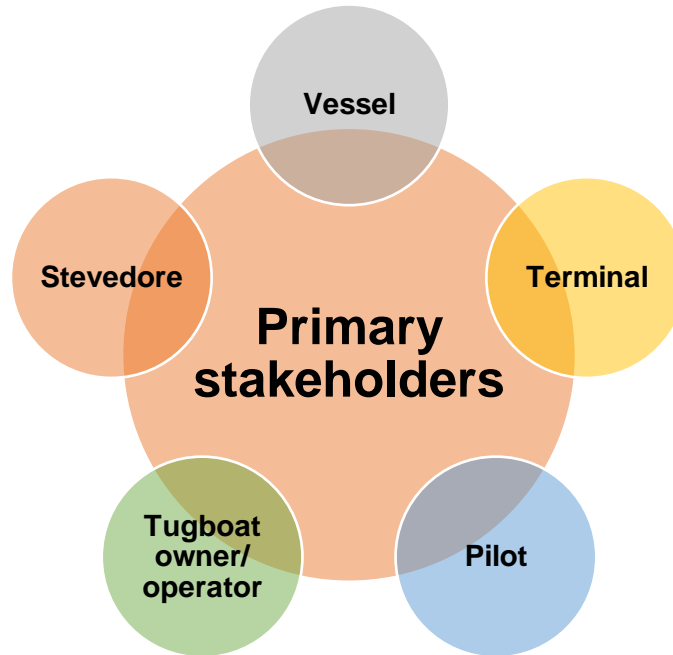 Vessel
Stevedore
Terminal
Primary
stakeholders
Tugboat
owner/
operator
Pilot